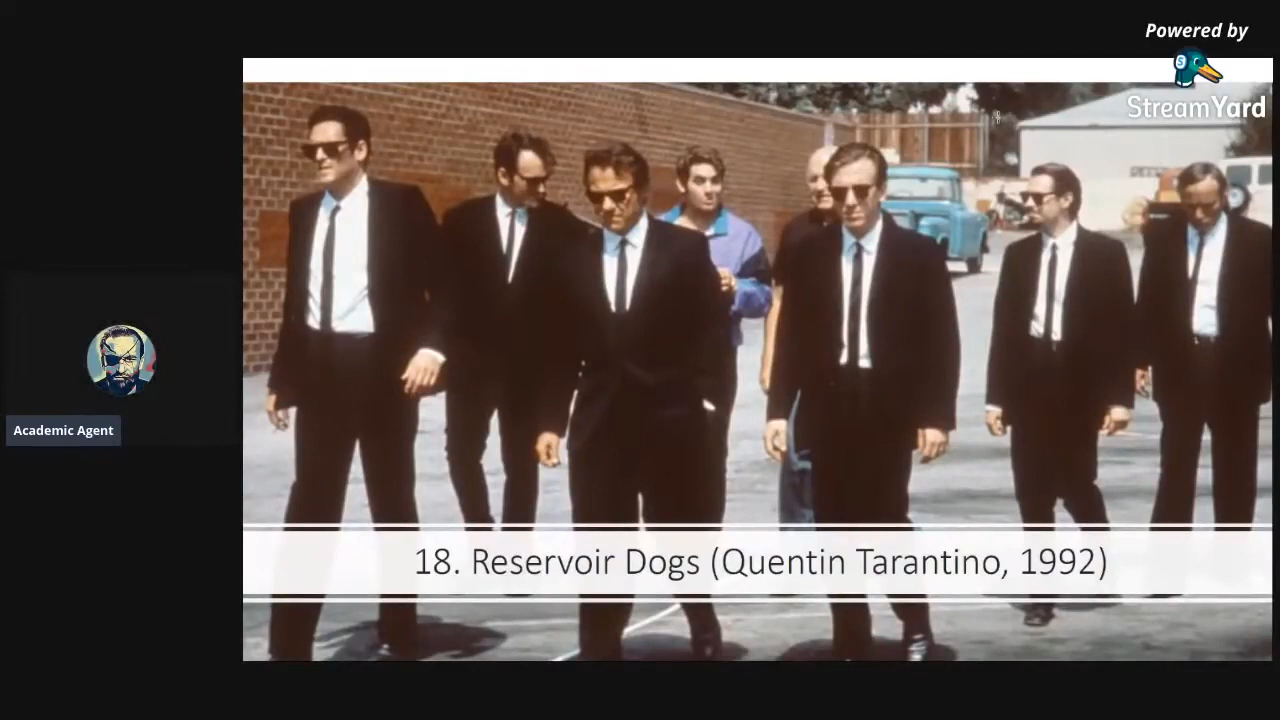 Powered by
StreamYard
Academic Agent
18. Reservoir Dogs (Quentin Tarantino, 1992)